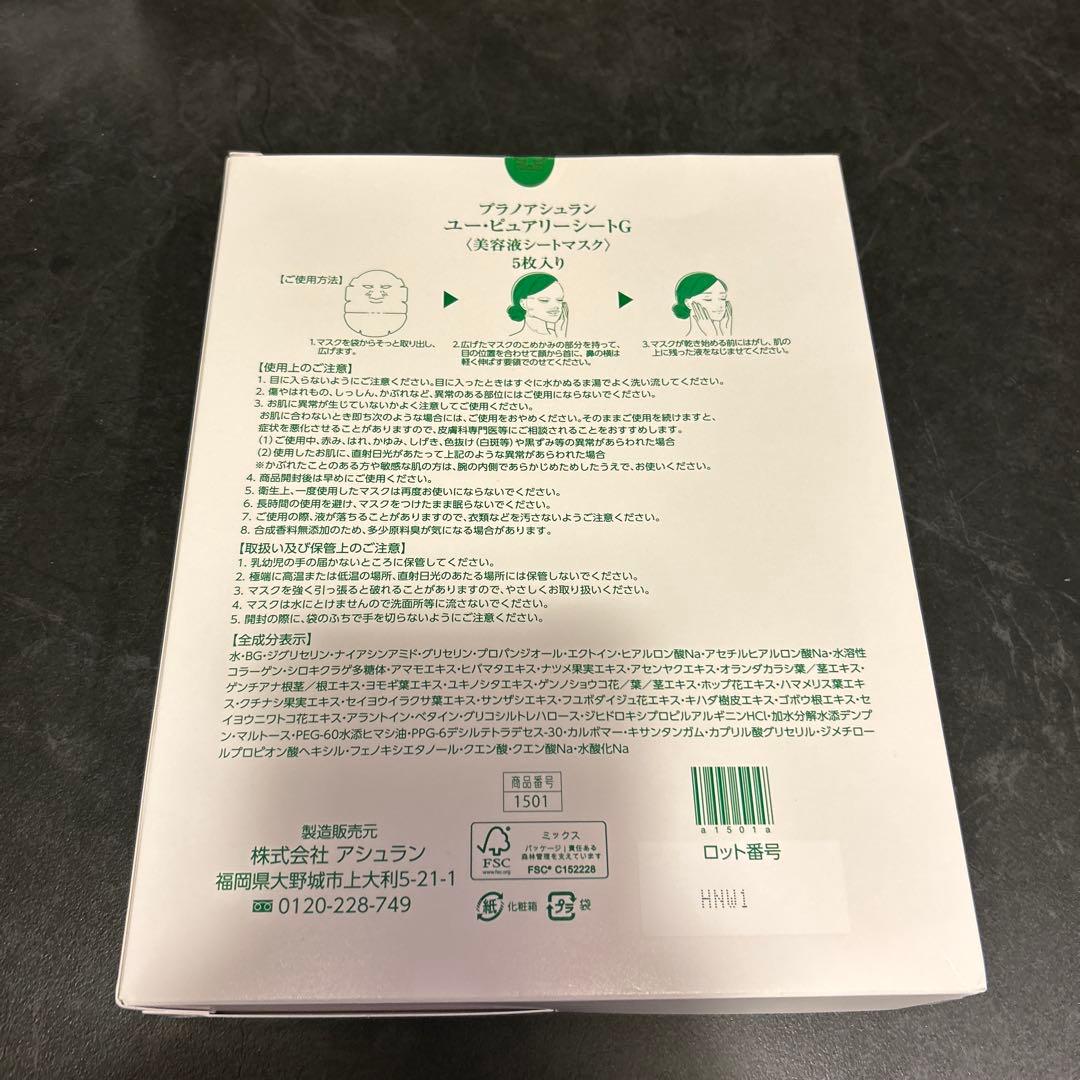 プラノアシュラン
ユー・ピュアリーシートG
〈美容液シートマスク〉
5枚入り
【ご使用方法】
1.マスクを袋からそっと取り出し、
広げます。
2.広げたマスクのこめかみの部分を持って、
目の位置を合わせて顔から首に、鼻の横は
軽く伸ばす要領でのせてください。
3.マスクが乾き始める前にはがし、肌の
上に残った液をなじませてください。
【使用上のご注意】
1. 目に入らないようにご注意ください。目に入ったときはすぐに水かぬるま湯でよく洗い流してください。
2. 傷やはれもの、しっしん、かぶれなど、異常のある部位にはご使用にならないでください。
3. お肌に異常が生じていないかよく注意してご使用ください。
お肌に合わないとき即ち次のような場合には、ご使用をおやめください。そのままご使用を続けますと、
症状を悪化させることがありますので、皮膚科専門医等にご相談されることをおすすめします。
(1)ご使用中、赤み、はれ、かゆみ、しげき、色抜け(白斑等)や黒ずみ等の異常があらわれた場合
(2)使用したお肌に、直射日光があたって上記のような異常があらわれた場合
※かぶれたことのある方や敏感な肌の方は、腕の内側であらかじめためしたうえで、お使いください。
4. 商品開封後は早めにご使用ください。
5. 衛生上、一度使用したマスクは再度お使いにならないでください。
6. 長時間の使用を避け、マスクをつけたまま眠らないでください。
7. ご使用の際、液が落ちることがありますので、衣類などを汚さないようご注意ください。
8. 合成香料無添加のため、多少原料臭が気になる場合があります。
【取扱い及び保管上のご注意】
1. 乳幼児の手の届かないところに保管してください。
2. 極端に高温または低温の場所、直射日光のあたる場所には保管しないでください。
3. マスクを強く引っ張ると破れることがありますので、やさしくお取り扱いください。
4. マスクは水にとけませんので洗面所等に流さないでください。
5. 開封の際に、袋のふちで手を切らないようにご注意ください。
【全成分表示】
水・BG・ジグリセリン・ナイアシンアミド・グリセリン・プロパンジオール・エクトイン・ヒアルロン酸Na・アセチルヒアルロン酸Na・水溶性
コラーゲン・シロキクラゲ多糖体・アマモエキス・ヒバマタエキス・ナツメ果実エキス・アセンヤクエキス・オランダカラシ葉/茎エキス・
ゲンチアナ根茎/根エキス・ヨモギ葉エキス・ユキノシタエキス・ゲンノショウコ花/葉/茎エキス・ホップ花エキス・ハマメリス葉エキ
ス・クチナシ果実エキス・セイヨウイラクサ葉エキス・サンザシエキス・フユボダイジュ花エキス・キハダ樹皮エキス・ゴボウ根エキス・セ
イヨウニワトコ花エキス・アラントイン・ベタイン・グリコシルトレハロース・ジヒドロキシプロピルアルギニンHCl・加水分解水添デンプ
ン・マルトース・PEG-60水添ヒマシ油・PPG-6デシルテトラデセス-30・カルボマー・キサンタンガム・カプリル酸グリセリル・ジメチロー
ルプロピオン酸ヘキシル・フェノキシエタノール・クエン酸・クエン酸Na・水酸化Na
商品番号
1501
a1501a
製造販売元
株式会社 アシュラン
福岡県大野城市上大利5-21-1
0120-228-749
FSC
www.fsc.org
ミックス
パッケージ|責任ある
森林管理を支えています
FSC® C152228
紙 化粧箱 プラ 袋
ロット番号
HNW1